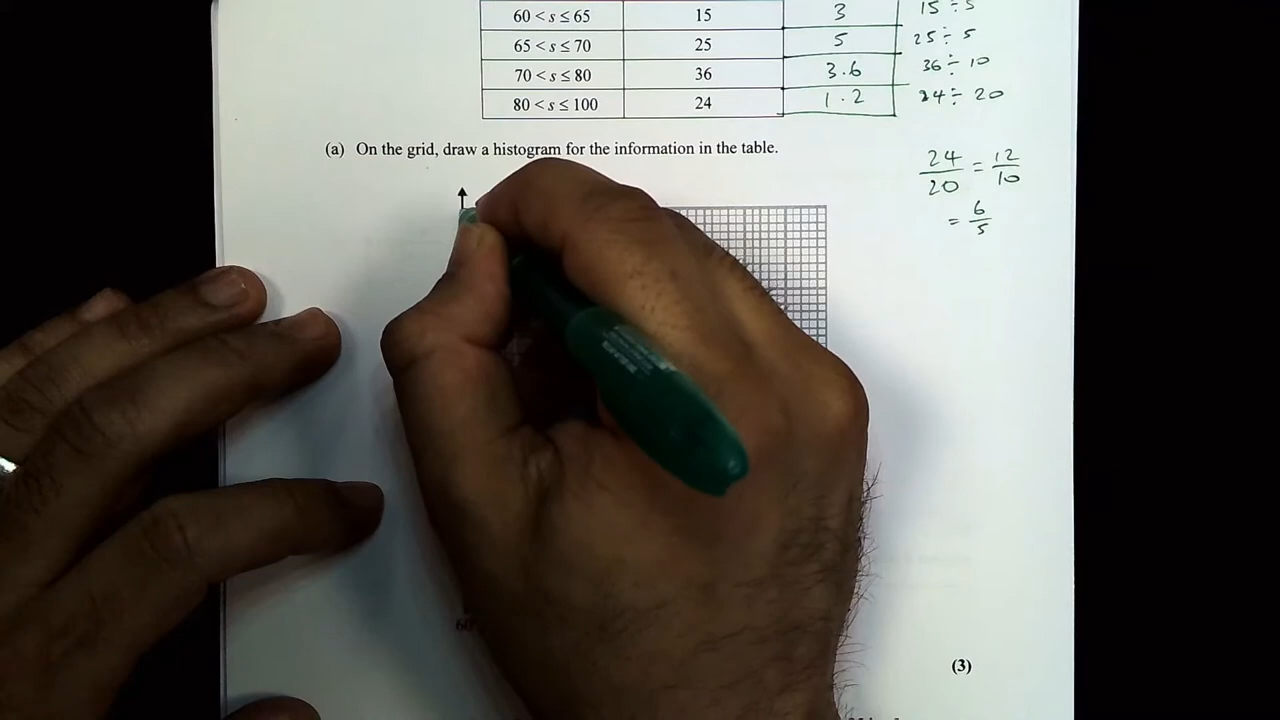 60 < s ≤ 65 15 3 15 ÷ 5
65 < s ≤ 70 25 5 25 ÷ 5
70 < s ≤ 80 36 3.6 36 ÷ 10
80 < s ≤ 100 24 1.2 24 ÷ 20
(a) On the grid, draw a histogram for the information in the table.
24/20 = 12/10
= 6/5
60
(3)